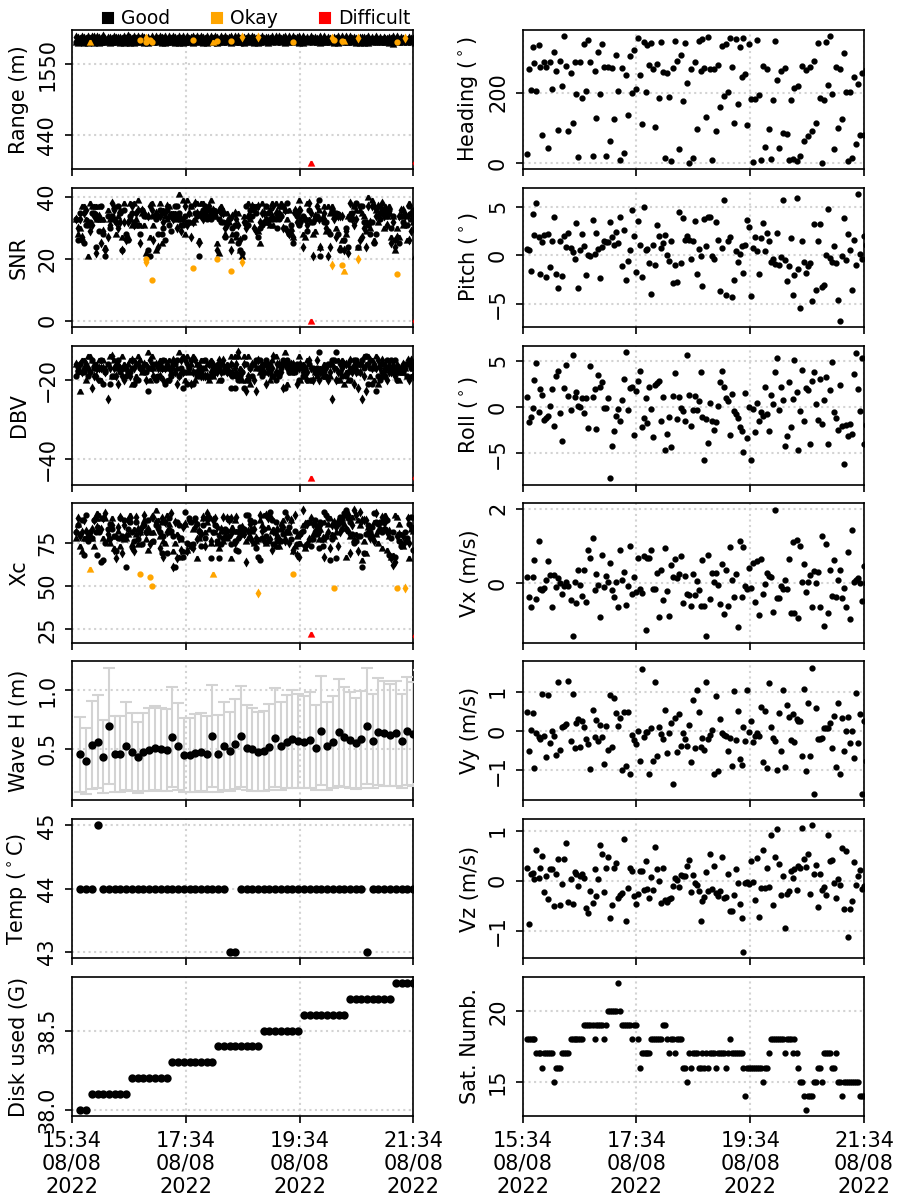 Good Okay Difficult
Range (m)
1550
440
Heading (°)
200
0
SNR
40
20
0
Pitch (°)
5
0
−5
DBV
−20
−40
Roll (°)
5
0
−5
Xc
75
50
25
Vx (m/s)
2
0
Wave H (m)
1.0
0.5
Vy (m/s)
1
0
−1
Temp (°C)
45
44
43
Vz (m/s)
1
0
−1
Disk used (G)
38.5
38.0
Sat. Numb.
20
15
15:34 17:34 19:34 21:34
08/08 08/08 08/08 08/08
2022 2022 2022 2022
15:34 17:34 19:34 21:34
08/08 08/08 08/08 08/08
2022 2022 2022 2022